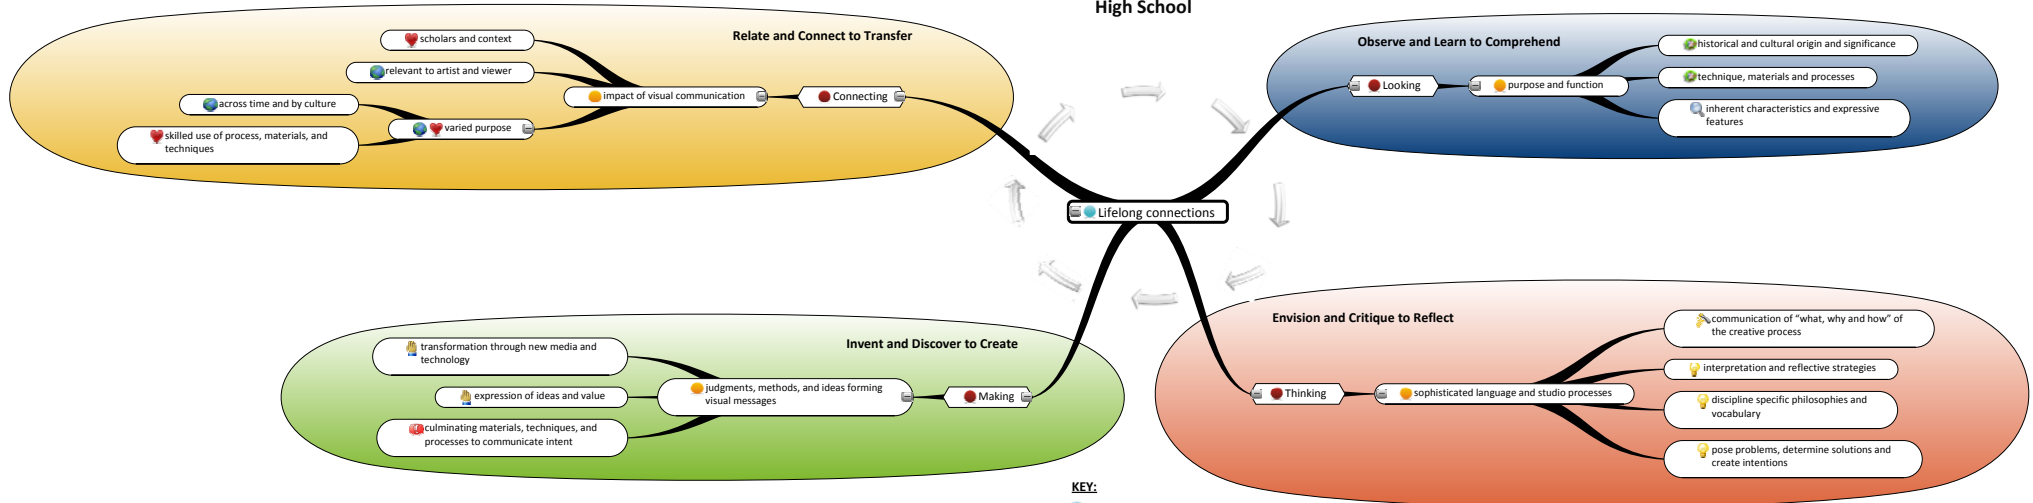 High School
Relate and Connect to Transfer
scholars and context
relevant to artist and viewer
across time and by culture
skilled use of process, materials, and
techniques
varied purpose
impact of visual communication
Connecting
Observe and Learn to Comprehend
Looking
purpose and function
historical and cultural origin and significance
technique, materials and processes
inherent characteristics and expressive
features
Lifelong connections
Invent and Discover to Create
transformation through new media and
technology
expression of ideas and value
culminating materials, techniques, and
processes to communicate intent
judgments, methods, and ideas forming
visual messages
Making
Envision and Critique to Reflect
Thinking
sophisticated language and studio processes
communication of “what, why and how” of
the creative process
interpretation and reflective strategies
discipline specific philosophies and
vocabulary
pose problems, determine solutions and
create intentions
KEY: